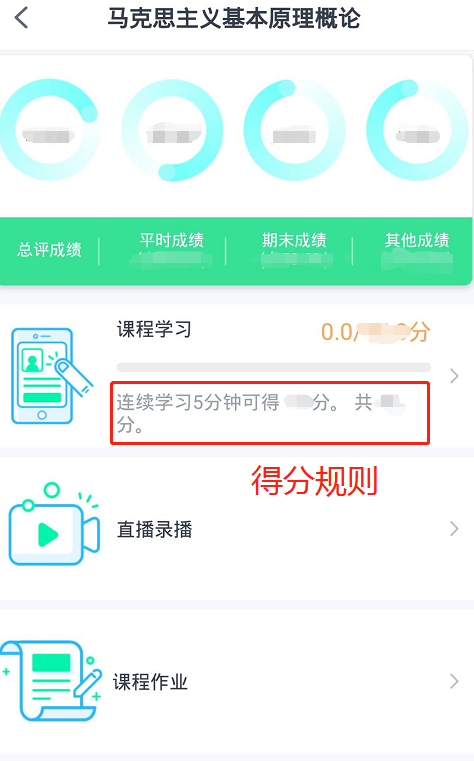 马克思主义基本原理概论
总评成绩
平时成绩
期末成绩
其他成绩
课程学习
0.0/
分
连续学习5分钟可得
分。 共
分。
得分规则
直播录播
课程作业